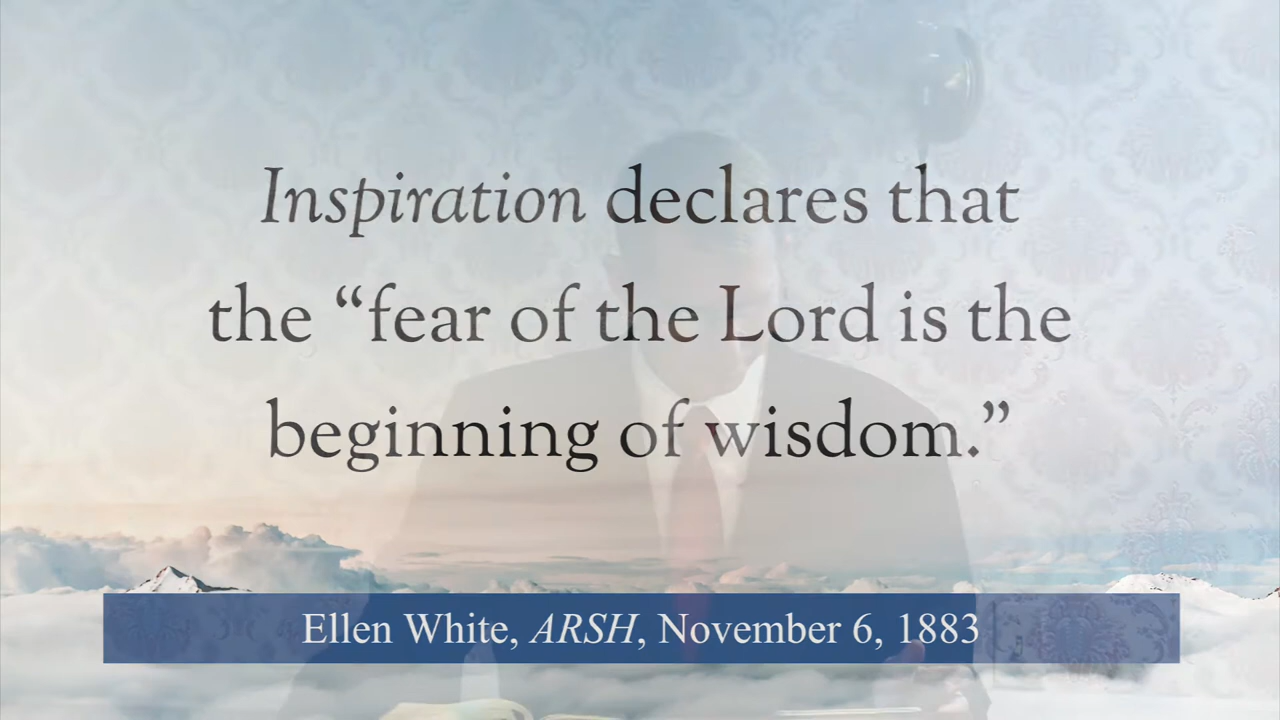 Inspiration declares that
the “fear of the Lord is the
beginning of wisdom.”
Ellen White, ARSH, November 6, 1883